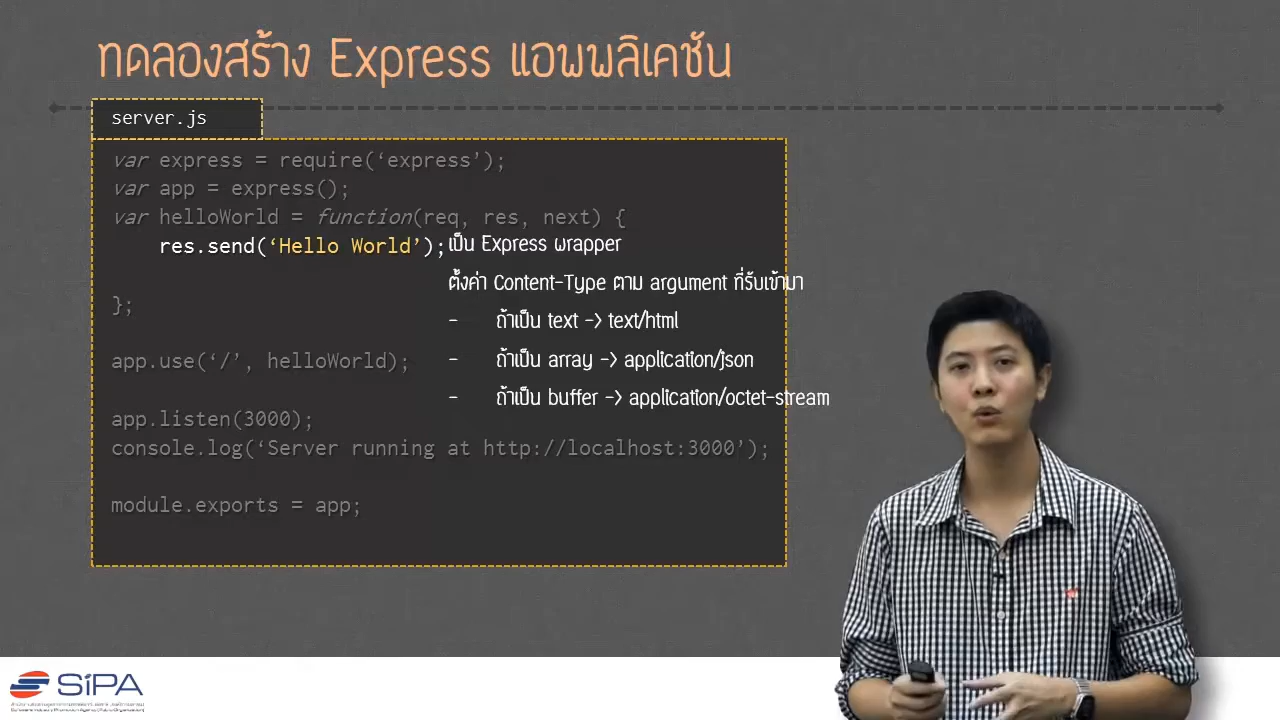 ทดลองสร้าง Express แอพพลิเคชัน
server.js
var express = require(‘express’);
var app = express();
var helloWorld = function(req, res, next) {
res.send(‘Hello World’); เป็น Express wrapper
ตั้งค่า Content-Type ตาม argument ที่รับเข้ามา
};
- ถ้าเป็น text -> text/html
- ถ้าเป็น array -> application/json
app.use(‘/’, helloWorld);
- ถ้าเป็น buffer -> application/octet-stream
app.listen(3000);
console.log(‘Server running at http://localhost:3000’);
module.exports = app;
SiPA